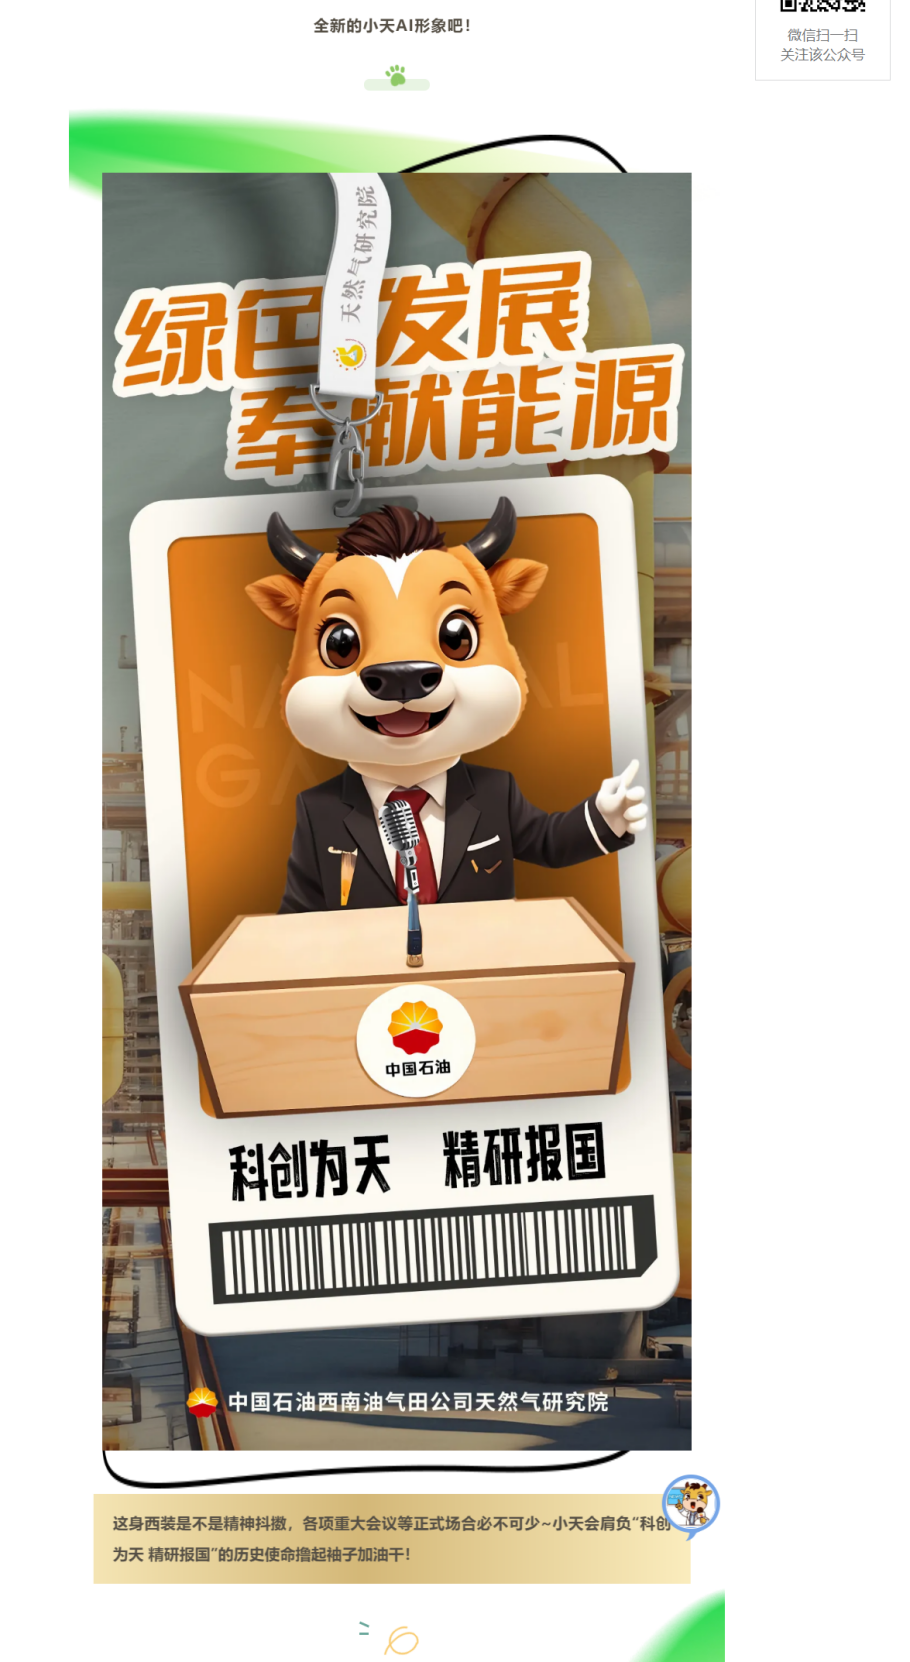 全新的小天AI形象吧！
微信扫一扫
关注该公众号
天然气研究院
绿色发展
奉献能源
中国石油
科创为天 精研报国
中国石油西南油气田公司天然气研究院
这身西装是不是精神抖擞，各项重大会议等正式场合必不可少~小天会肩负“科创
为天 精研报国”的历史使命撸起袖子加油干！